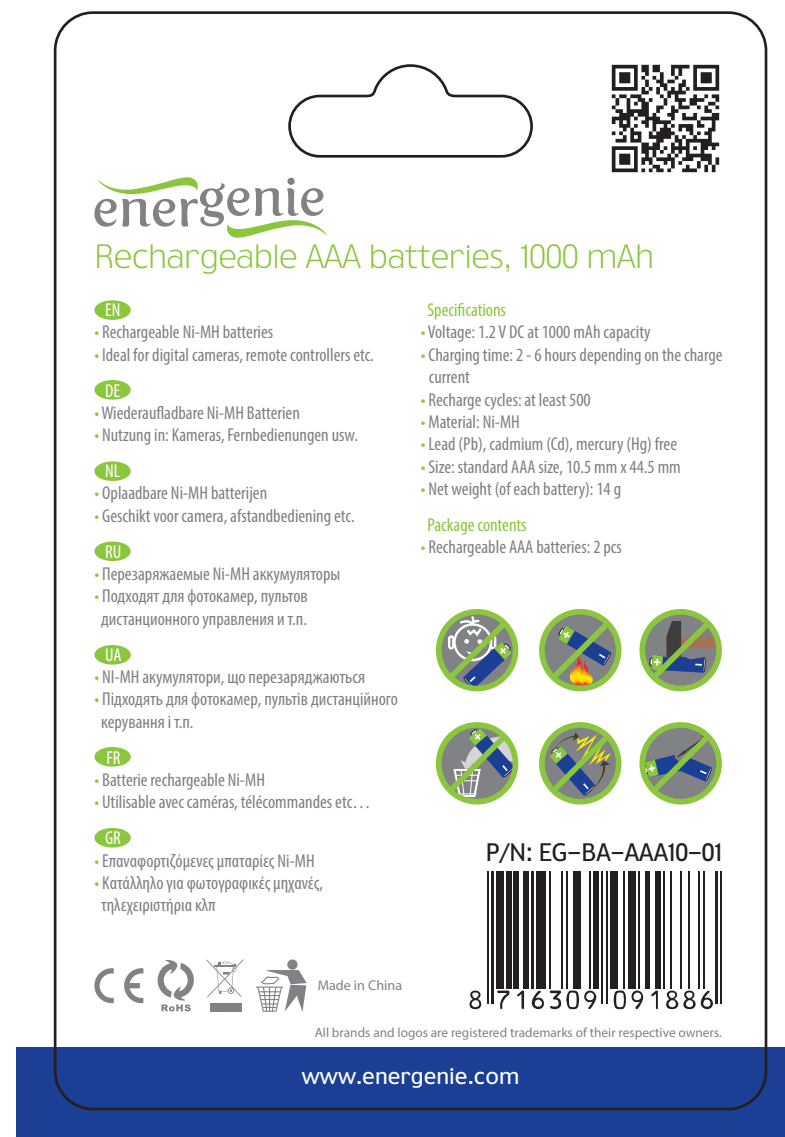 energenie
Rechargeable AAA batteries, 1000 mAh
EN
• Rechargeable Ni-MH batteries
• Ideal for digital cameras, remote controllers etc.
DE
• Wiederaufladbare Ni-MH Batterien
• Nutzung in: Kameras, Fernbedienungen usw.
NL
• Oplaadbare Ni-MH batterijen
• Geschikt voor camera, afstandbediening etc.
RU
• Перезаряжаемые Ni-MH аккумуляторы
• Подходят для фотокамер, пультов
дистанционного управления и т.п.
UA
• NI-MH акумулятори, що перезаряджаються
• Підходять для фотокамер, пультів дистанційного
керування і т.п.
FR
• Batterie rechargeable Ni-MH
• Utilisable avec caméras, télécommandes etc…
GR
• Επαναφορτιζόμενες μπαταρίες Ni-MH
• Κατάλληλο για φωτογραφικές μηχανές,
τηλεχειριστήρια κλπ
Specifications
• Voltage: 1.2 V DC at 1000 mAh capacity
• Charging time: 2 - 6 hours depending on the charge
current
• Recharge cycles: at least 500
• Material: Ni-MH
• Lead (Pb), cadmium (Cd), mercury (Hg) free
• Size: standard AAA size, 10.5 mm x 44.5 mm
• Net weight (of each battery): 14 g
Package contents
• Rechargeable AAA batteries: 2 pcs
P/N: EG-BA-AAA10-01
8 716309 091886
CE
RoHS
Made in China
All brands and logos are registered trademarks of their respective owners.
www.energenie.com